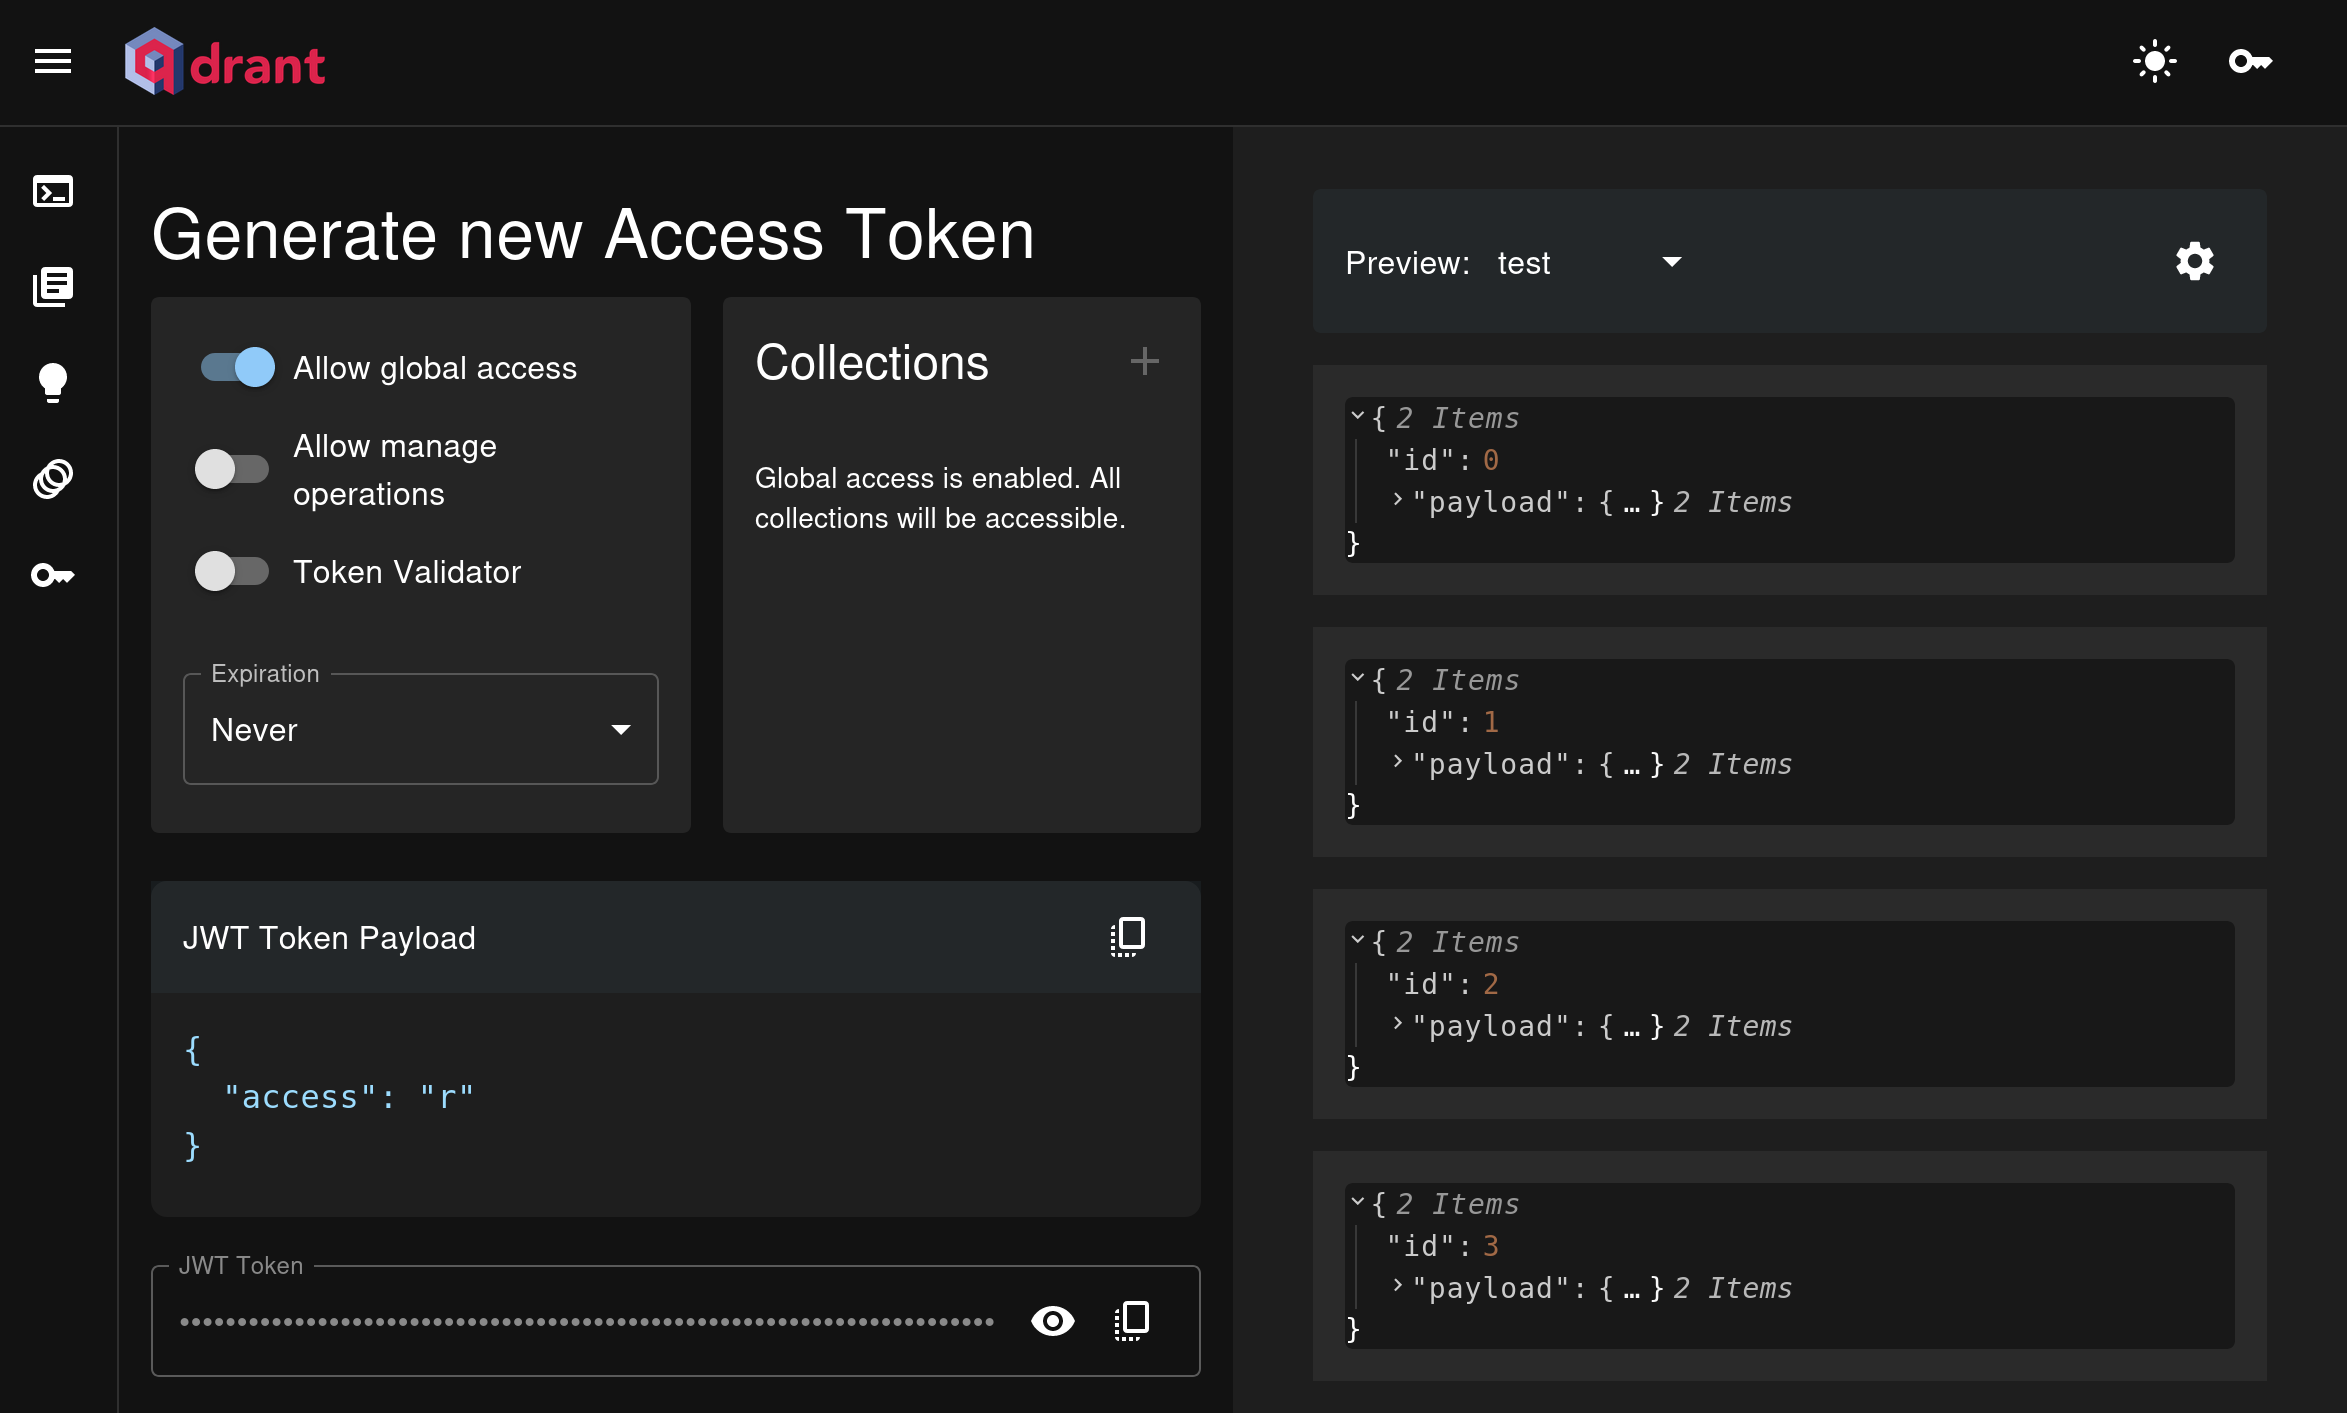 qdrant
Generate new Access Token
Allow global access
Allow manage
operations
Token Validator
Expiration
Never
Collections
Global access is enabled. All
collections will be accessible.
JWT Token Payload
{
"access": "r"
}
JWT Token
Preview: test
{ 2 Items
"id": 0
"payload": { … } 2 Items
}
{ 2 Items
"id": 1
"payload": { … } 2 Items
}
{ 2 Items
"id": 2
"payload": { … } 2 Items
}
{ 2 Items
"id": 3
"payload": { … } 2 Items
}